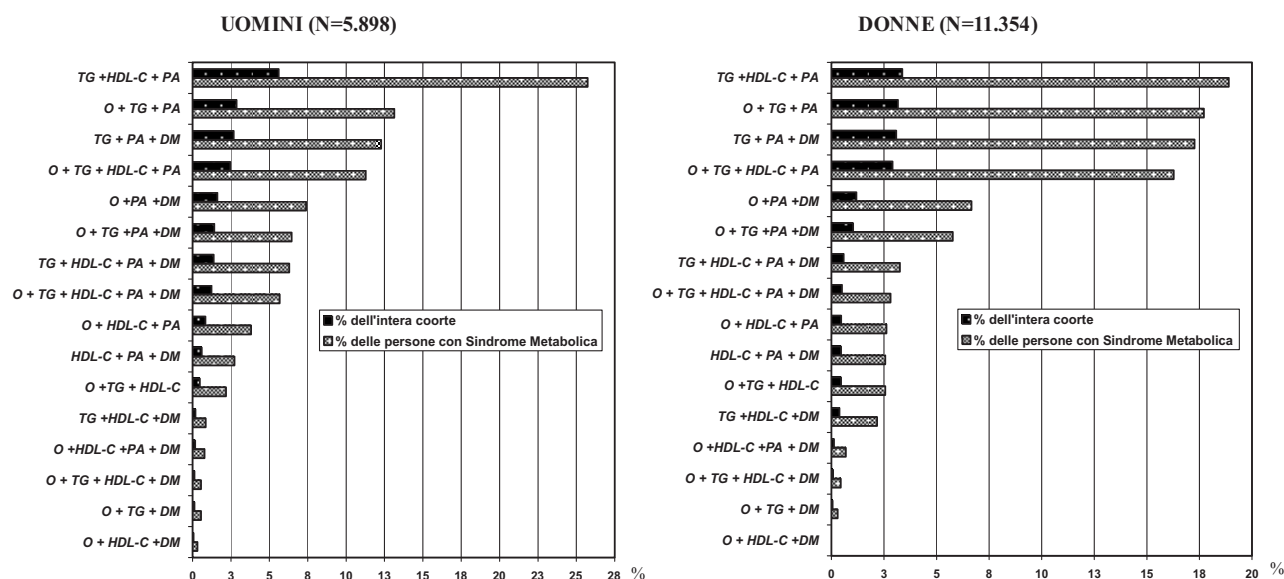 UOMINI (N=5.898)
TG +HDL-C + PA
O + TG + PA
TG + PA + DM
O + TG + HDL-C + PA
O +PA +DM
O + TG +PA +DM
TG + HDL-C + PA + DM
O + TG + HDL-C + PA + DM
O + HDL-C + PA
HDL-C + PA + DM
O +TG + HDL-C
TG +HDL-C +DM
O +HDL-C +PA + DM
O + TG + HDL-C + DM
O + TG + DM
O + HDL-C +DM
% dell'intera coorte
% delle persone con Sindrome Metabolica
0 3 5 8 10 13 15 18 20 23 25 28 %
DONNE (N=11.354)
TG +HDL-C + PA
O + TG + PA
TG + PA + DM
O + TG + HDL-C + PA
O +PA +DM
O + TG +PA +DM
TG + HDL-C + PA + DM
O + TG + HDL-C + PA + DM
O + HDL-C + PA
HDL-C + PA + DM
O +TG + HDL-C
TG +HDL-C +DM
O +HDL-C +PA + DM
O + TG + HDL-C + DM
O + TG + DM
O + HDL-C +DM
% dell'intera coorte
% delle persone con Sindrome Metabolica
0 3 5 8 10 13 15 18 20 %